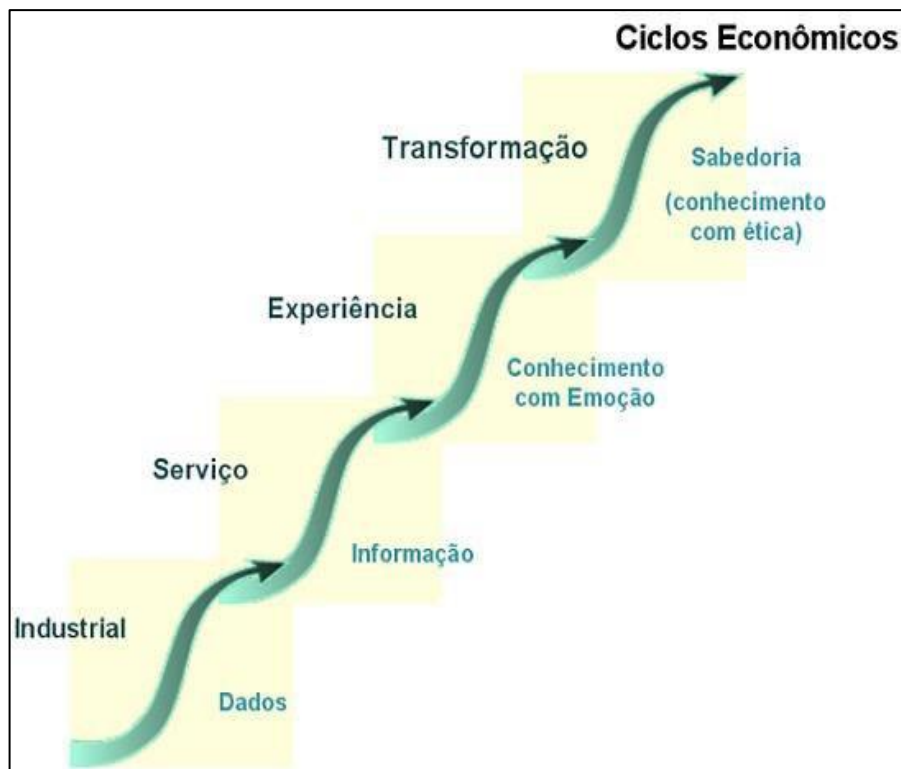 Ciclos Econômicos
Transformação
Sabedoria
(conhecimento
com ética)
Experiência
Conhecimento
com Emoção
Serviço
Informação
Industrial
Dados